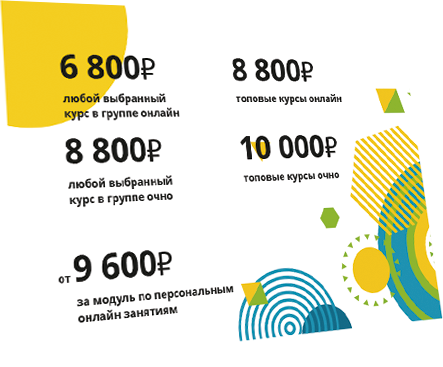 6 800₽
любой выбранный
курс в группе онлайн
8 800₽
топовые курсы онлайн
8 800₽
любой выбранный
курс в группе очно
10 000₽
топовые курсы очно
от 9 600₽
за модуль по персональным
онлайн занятиям